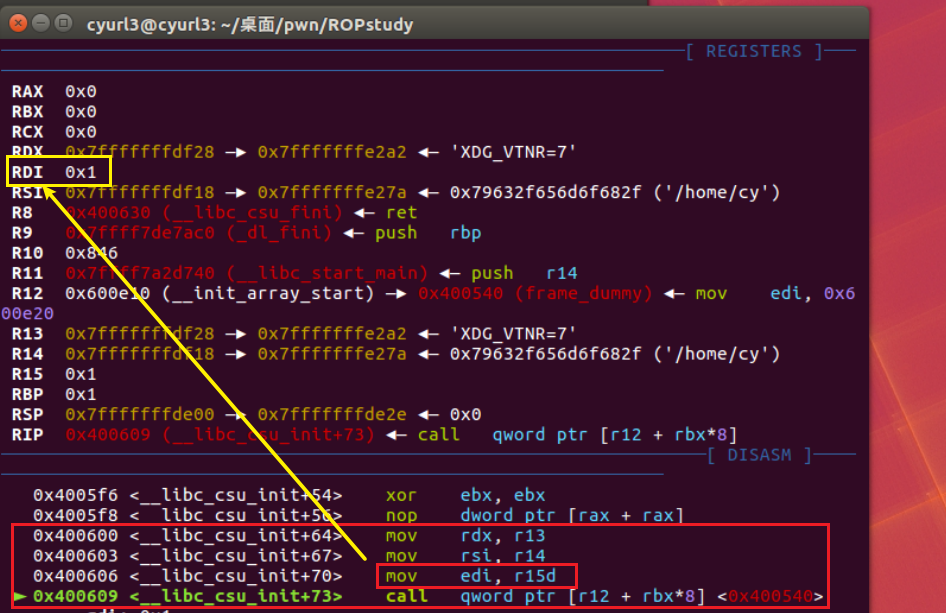 cyurl3@cyurl3: ~/桌面/pwn/ROPstudy
[ REGISTERS ]
RAX 0x0
RBX 0x0
RCX 0x0
RDX 0x7fffffffdf28 —▸ 0x7fffffffe2a2 ◂— 'XDG_VTNR=7'
RDI 0x1
RSI 0x7fffffffdf18 —▸ 0x7fffffffe27a ◂— 0x79632f656d6f682f ('/home/cy')
R8 0x400630 (__libc_csu_fini) ◂— ret
R9 0x7ffff7de7ac0 (_dl_fini) ◂— push rbp
R10 0x846
R11 0x7ffff7a2d740 (__libc_start_main) ◂— push r14
R12 0x600e10 (__init_array_start) —▸ 0x400540 (frame_dummy) ◂— mov edi, 0x6
00e20
R13 0x7fffffffdf28 —▸ 0x7fffffffe2a2 ◂— 'XDG_VTNR=7'
R14 0x7fffffffdf18 —▸ 0x7fffffffe27a ◂— 0x79632f656d6f682f ('/home/cy')
R15 0x1
RBP 0x1
RSP 0x7fffffffde00 —▸ 0x7fffffffde2e ◂— 0x0
RIP 0x400609 (__libc_csu_init+73) ◂— call qword ptr [r12 + rbx*8]
[ DISASM ]
0x4005f6 <__libc_csu_init+54> xor ebx, ebx
0x4005f8 <__libc_csu_init+56> nop dword ptr [rax + rax]
0x400600 <__libc_csu_init+64> mov rdx, r13
0x400603 <__libc_csu_init+67> mov rsi, r14
0x400606 <__libc_csu_init+70> mov edi, r15d
► 0x400609 <__libc_csu_init+73> call qword ptr [r12 + rbx*8] <0x400540>